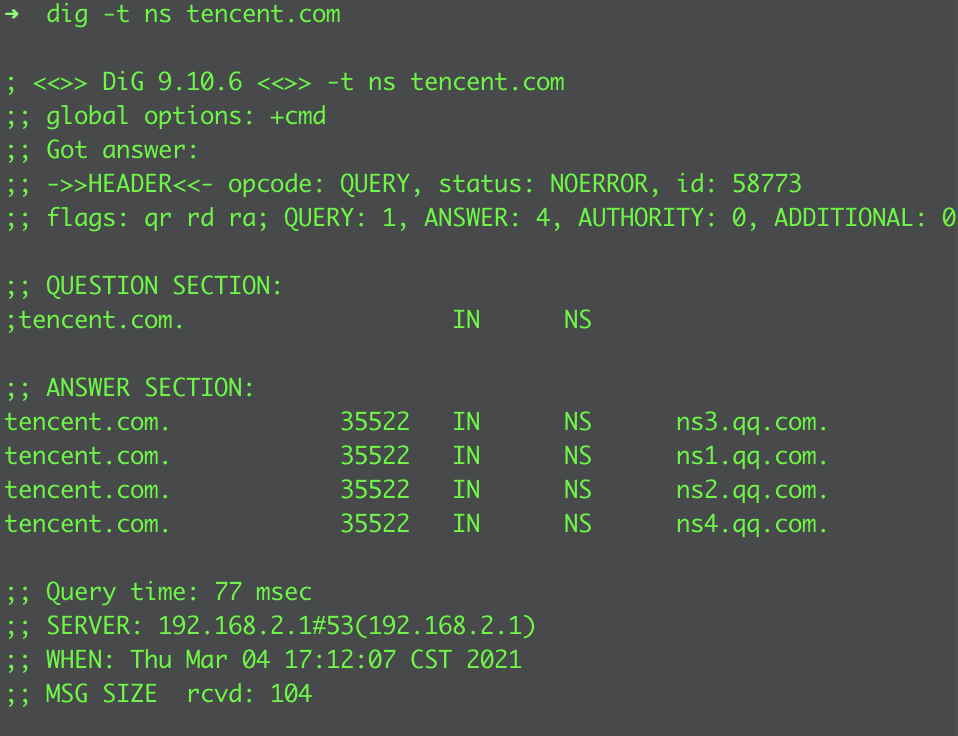 ➜  dig -t ns tencent.com
; <<>> DiG 9.10.6 <<>> -t ns tencent.com
;; global options: +cmd
;; Got answer:
;; ->>HEADER<<- opcode: QUERY, status: NOERROR, id: 58773
;; flags: qr rd ra; QUERY: 1, ANSWER: 4, AUTHORITY: 0, ADDITIONAL: 0
;; QUESTION SECTION:
;tencent.com.                   IN      NS
;; ANSWER SECTION:
tencent.com.            35522   IN      NS      ns3.qq.com.
tencent.com.            35522   IN      NS      ns1.qq.com.
tencent.com.            35522   IN      NS      ns2.qq.com.
tencent.com.            35522   IN      NS      ns4.qq.com.
;; Query time: 77 msec
;; SERVER: 192.168.2.1#53(192.168.2.1)
;; WHEN: Thu Mar 04 17:12:07 CST 2021
;; MSG SIZE  rcvd: 104